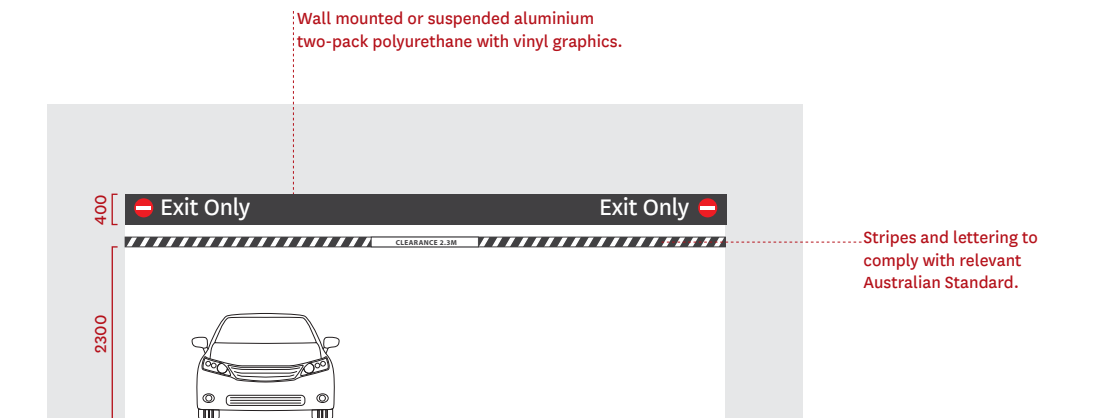 Wall mounted or suspended aluminium
two-pack polyurethane with vinyl graphics.
400
Exit Only
Exit Only
CLEARANCE 2.3M
Stripes and lettering to
comply with relevant
Australian Standard.
2300